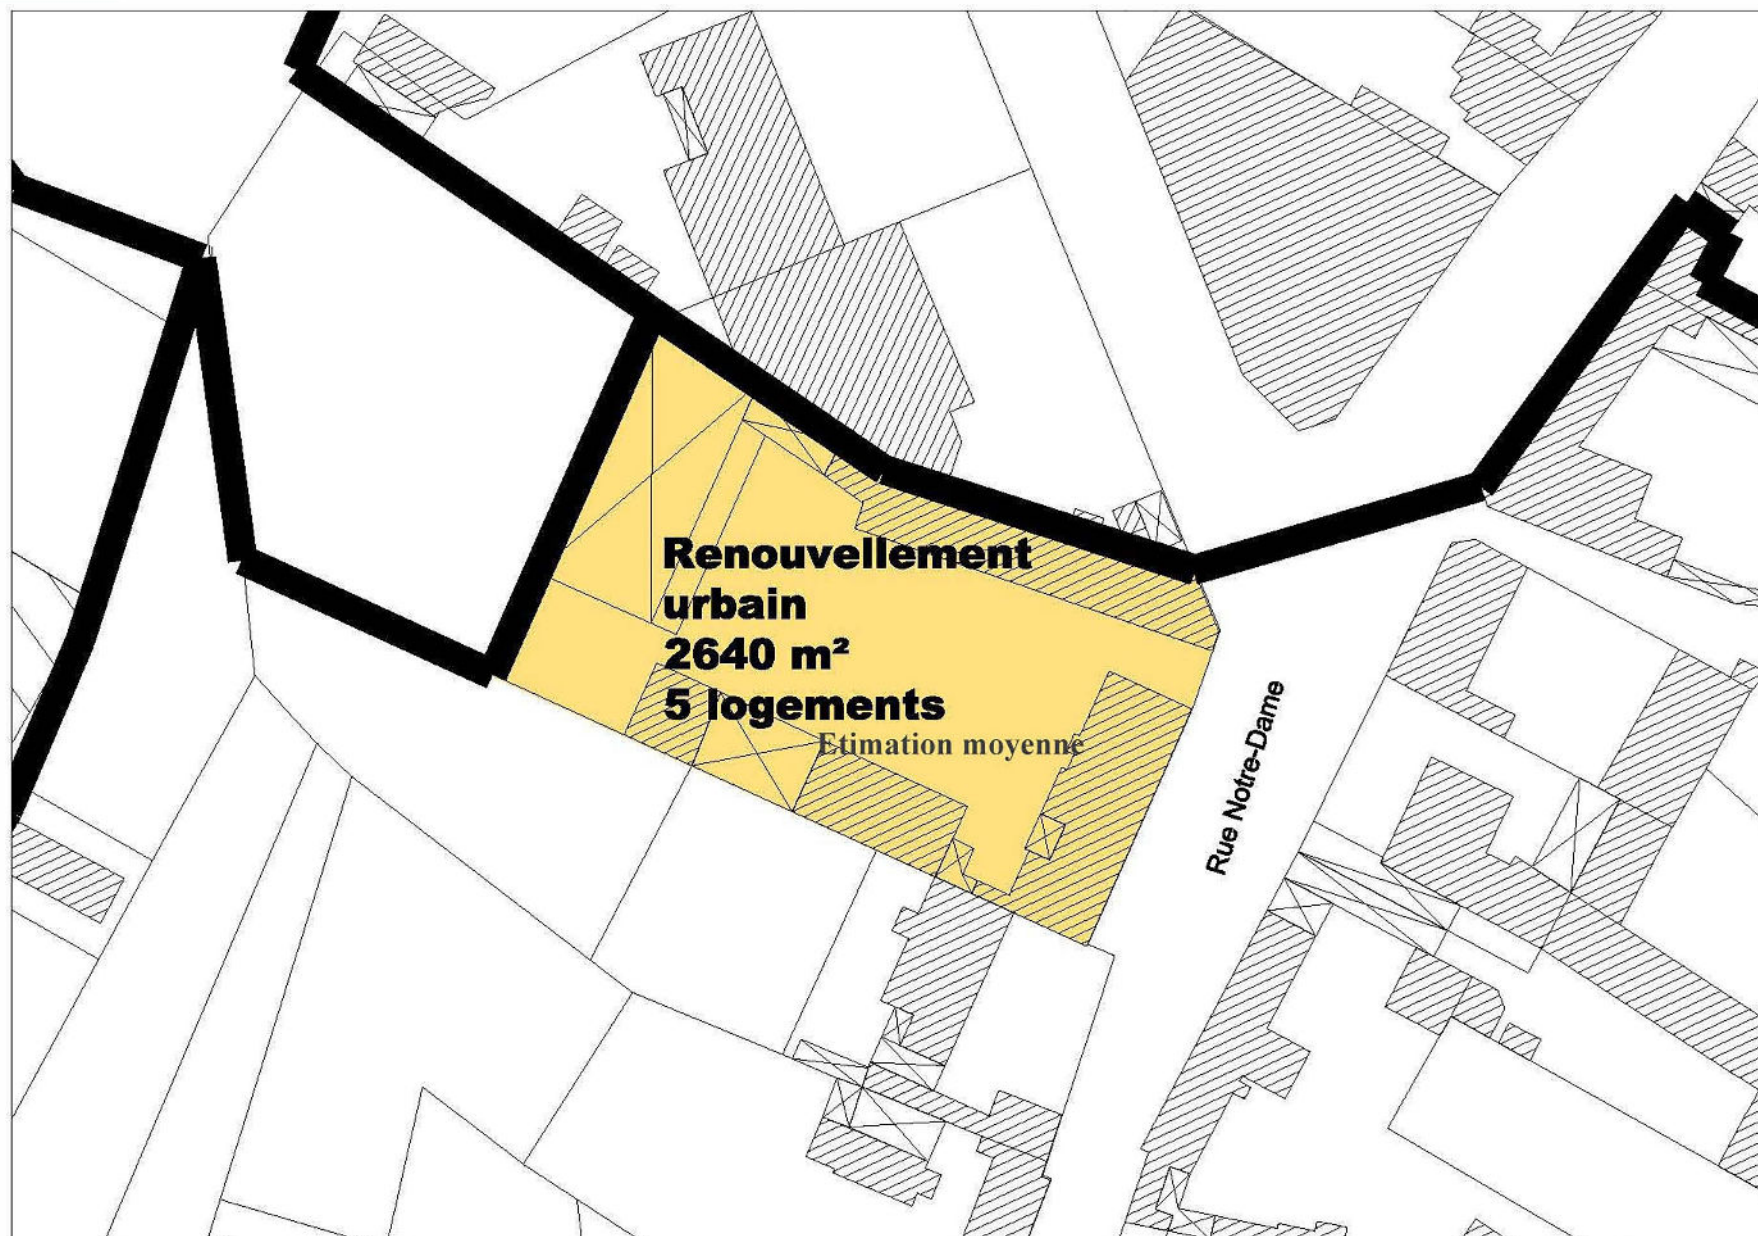 Renouvellement
urbain
2640 m²
5 logements
Etimation moyenne
Rue Notre-Dame